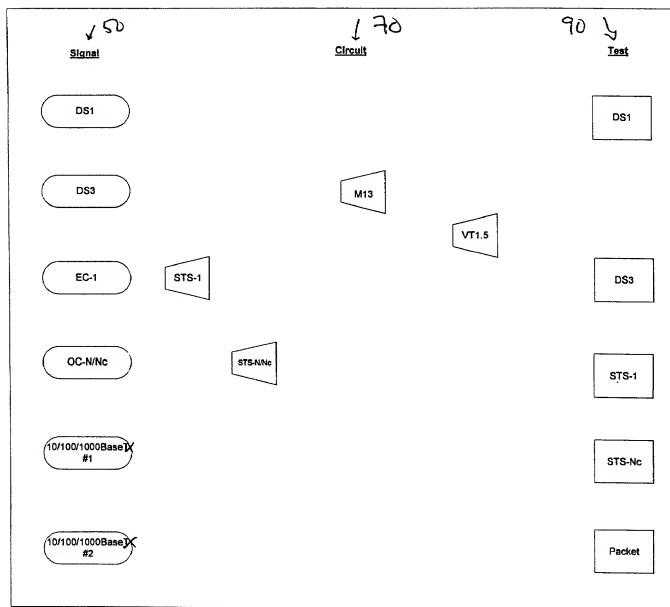 50
70
90
Signal
Circuit
Test
DS1
DS1
DS3
M13
VT1.5
EC-1
STS-1
DS3
OC-N/Nc
STS-N/Nc
STS-1
10/100/1000BaseTX
#1
STS-Nc
10/100/1000BaseTX
#2
Packet